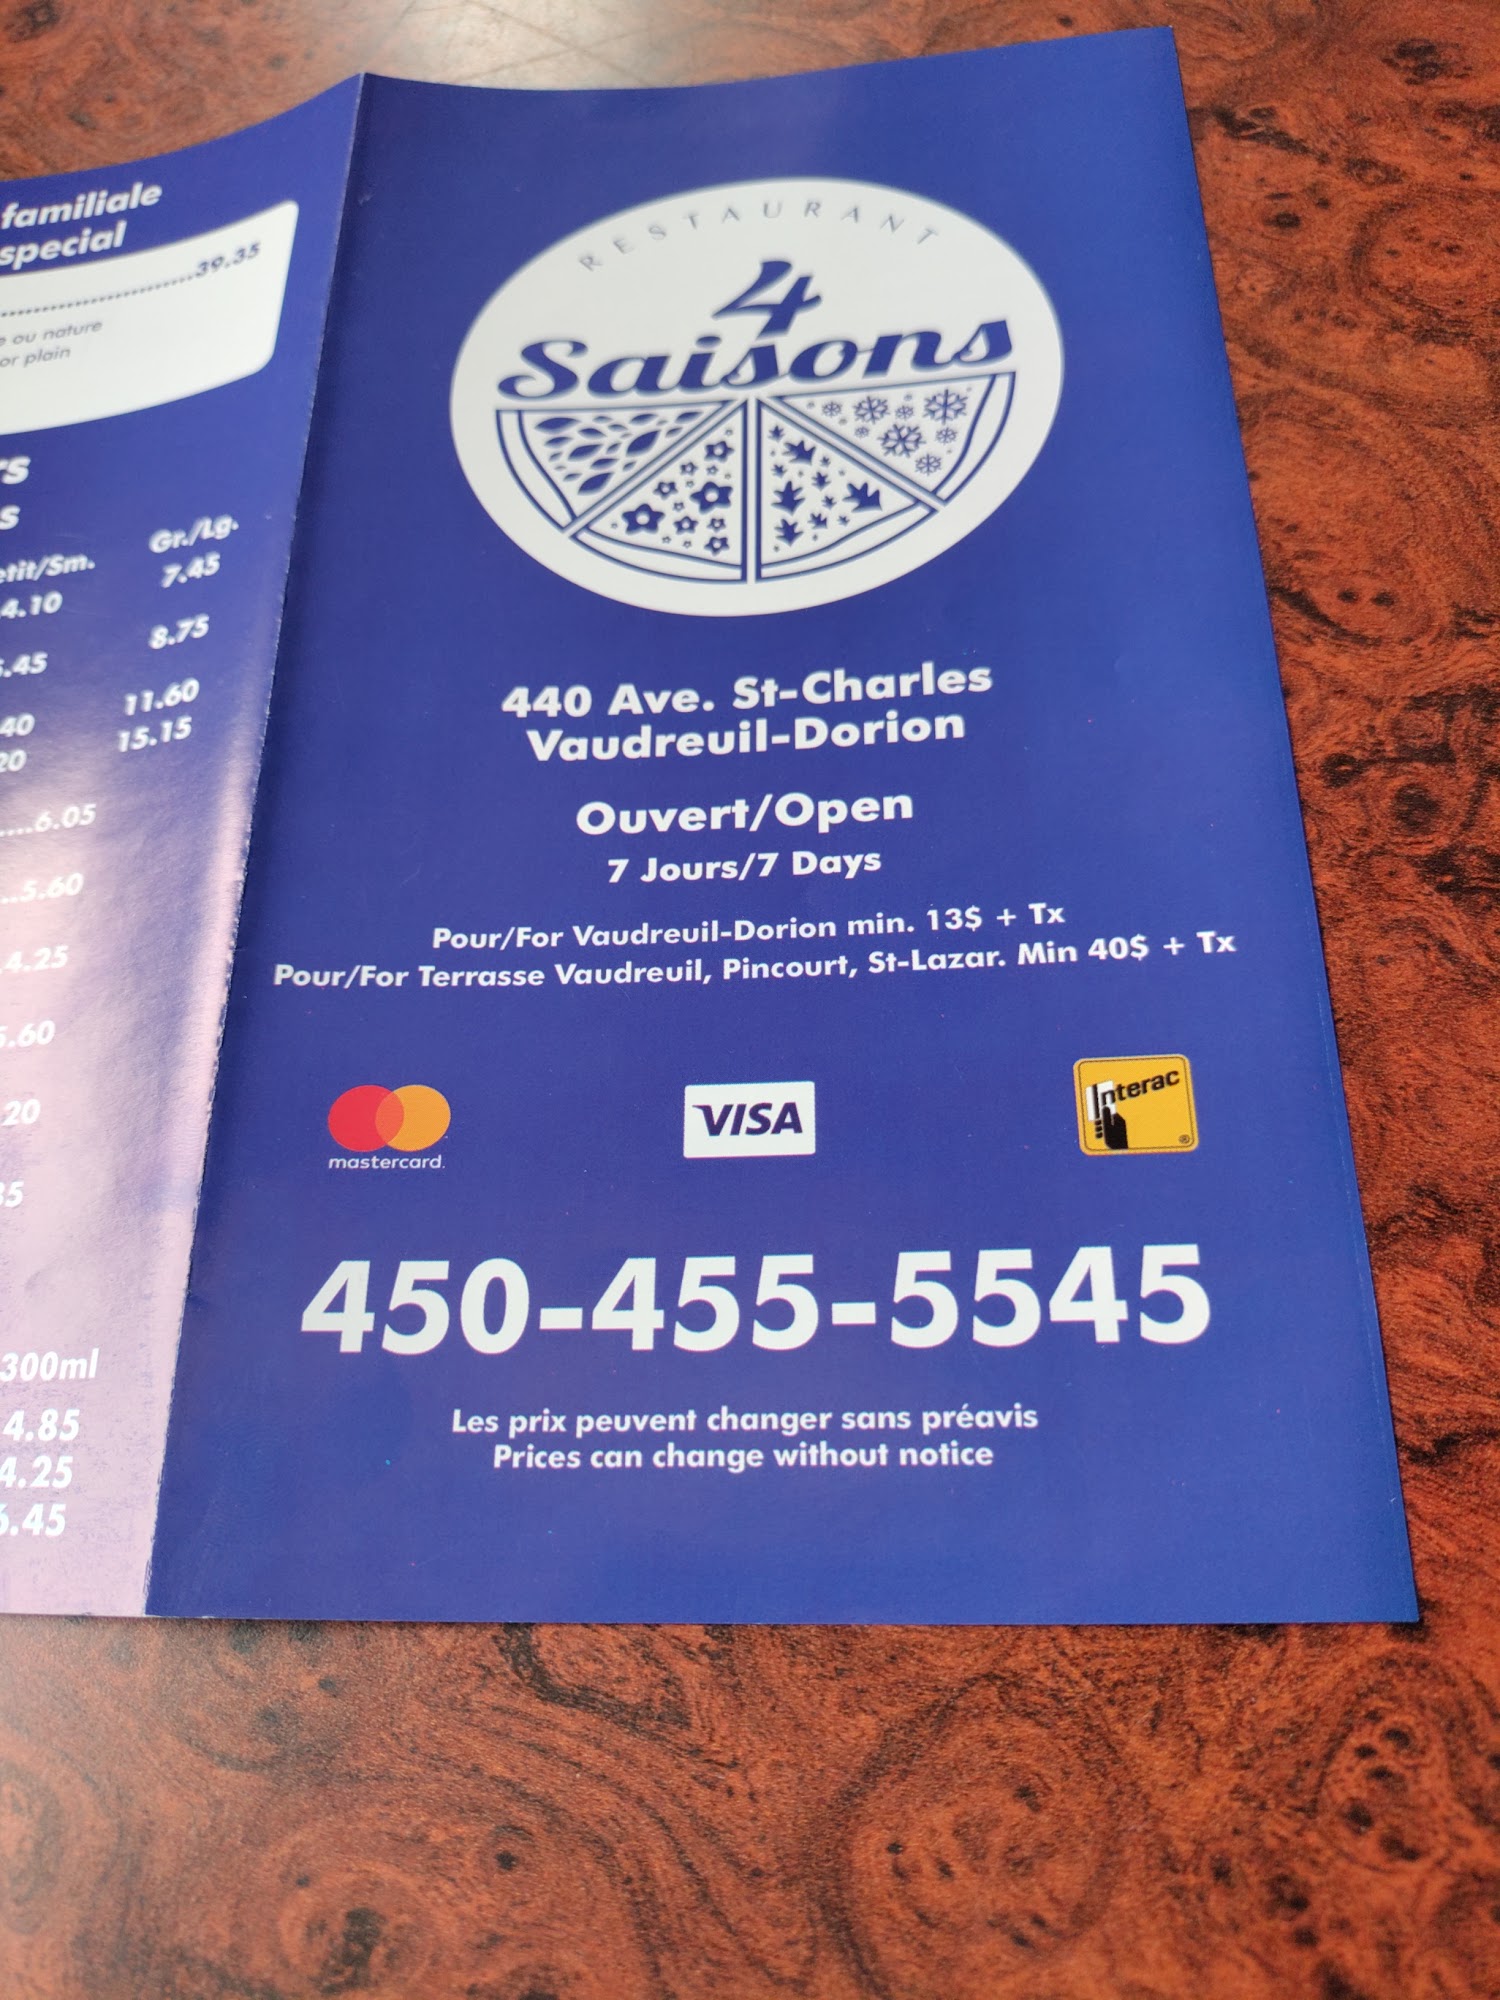 familiale
special
39.35
ou nature
or plain
Gr./Lg.
4.10 7.45
8.75
11.60
15.15
6.05
5.60
4.25
300ml
4.85
4.25
6.45
RESTAURANT
4
Saisons
440 Ave. St-Charles
Vaudreuil-Dorion
Ouvert/Open
7 Jours/7 Days
Pour/For Vaudreuil-Dorion min. 13$ + Tx
Pour/For Terrasse Vaudreuil, Pincourt, St-Lazar. Min 40$ + Tx
mastercard.
VISA
Interac
®
450-455-5545
Les prix peuvent changer sans préavis
Prices can change without notice